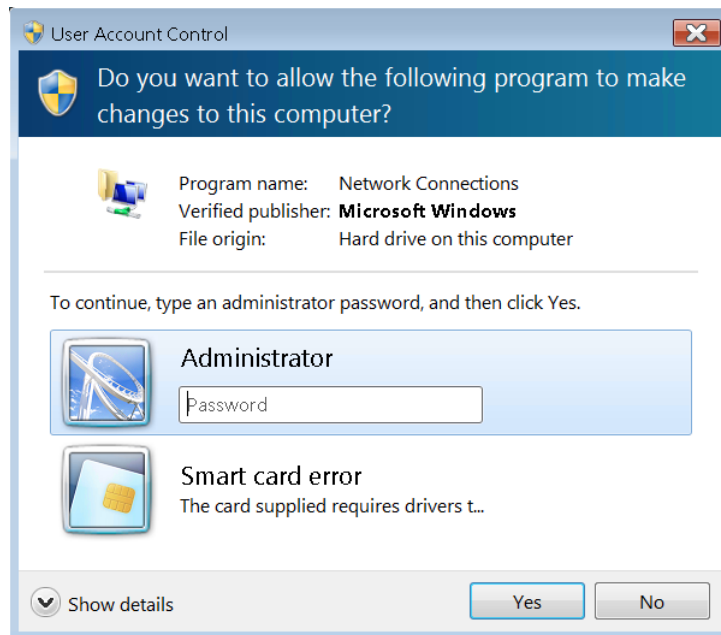 User Account Control
Do you want to allow the following program to make
changes to this computer?
Program name: Network Connections
Verified publisher: Microsoft Windows
File origin: Hard drive on this computer
To continue, type an administrator password, and then click Yes.
Administrator
Password
Smart card error
The card supplied requires drivers t...
Show details
Yes
No